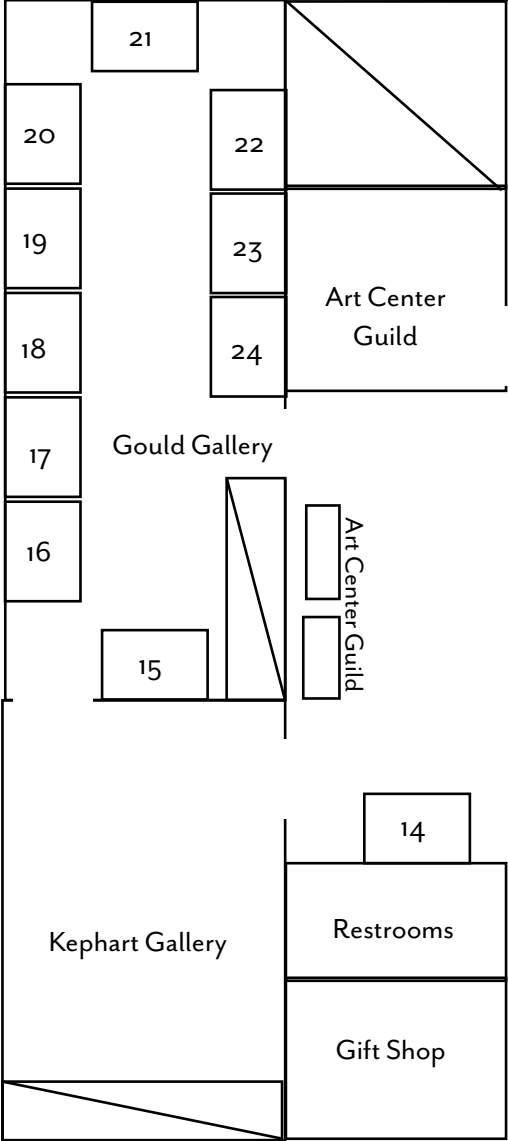 21
20
22
19
23
Art Center
Guild
18
24
Gould Gallery
17
16
Art Center Guild
15
14
Restrooms
Kephart Gallery
Gift Shop